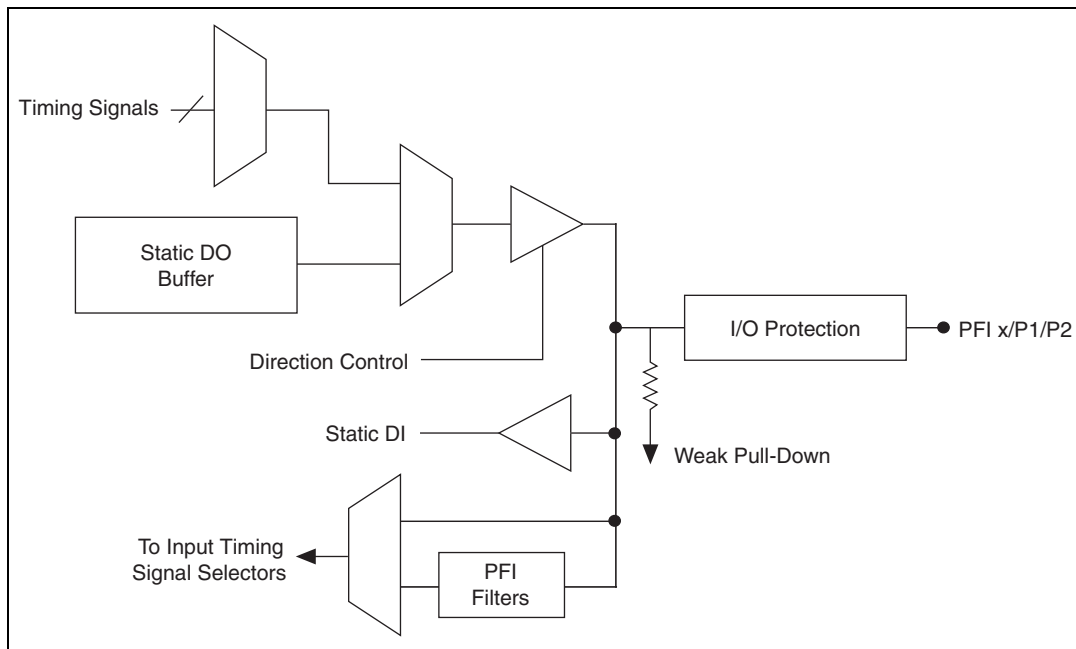 Timing Signals
Static DO
Buffer
I/O Protection
PFI x/P1/P2
Direction Control
Static DI
Weak Pull-Down
To Input Timing
Signal Selectors
PFI
Filters